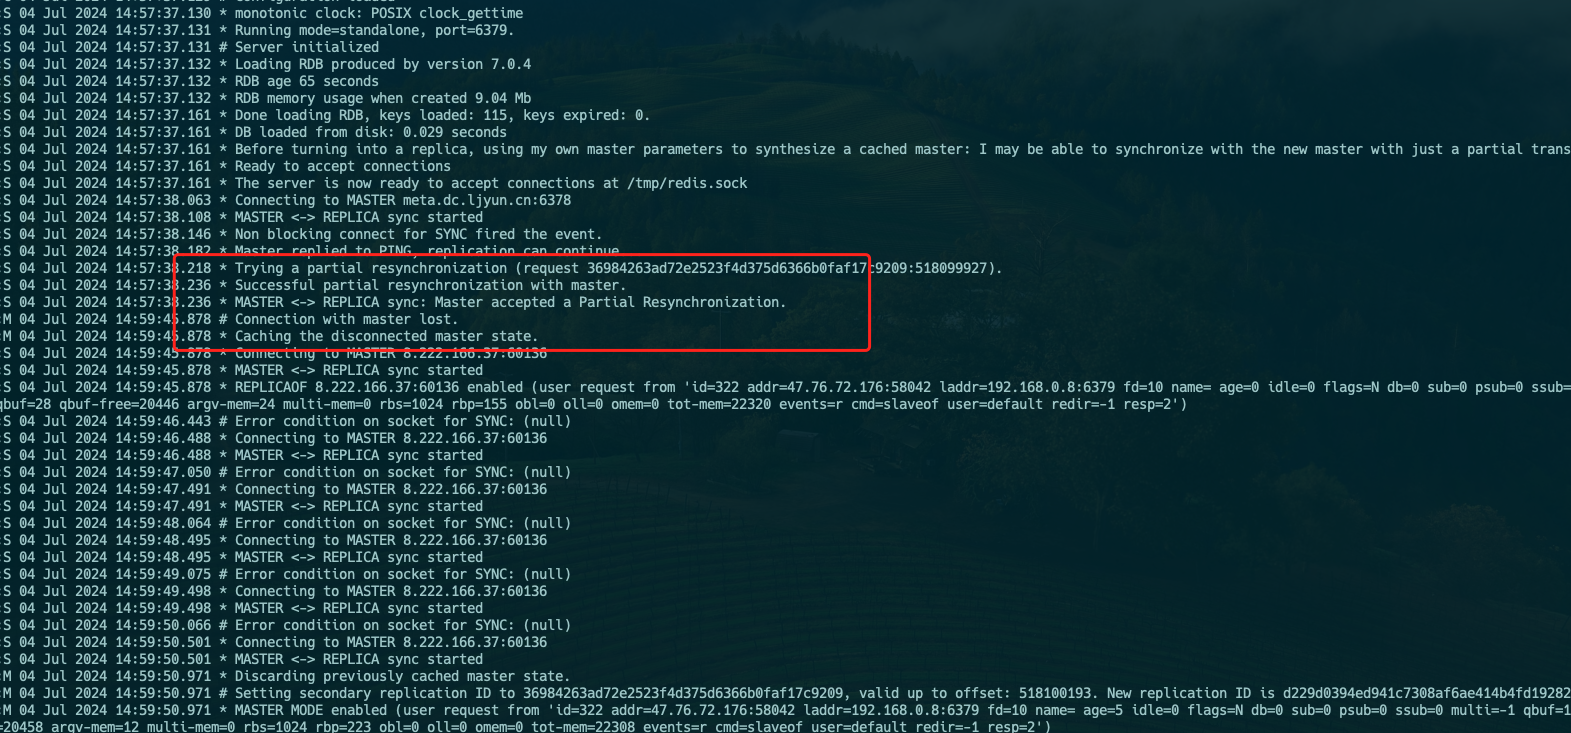 :S 04 Jul 2024 14:57:37.130 * monotonic clock: POSIX clock_gettime
:S 04 Jul 2024 14:57:37.131 * Running mode=standalone, port=6379.
:S 04 Jul 2024 14:57:37.131 # Server initialized
:S 04 Jul 2024 14:57:37.132 * Loading RDB produced by version 7.0.4
:S 04 Jul 2024 14:57:37.132 * RDB age 65 seconds
:S 04 Jul 2024 14:57:37.132 * RDB memory usage when created 9.04 Mb
:S 04 Jul 2024 14:57:37.161 * Done loading RDB, keys loaded: 115, keys expired: 0.
:S 04 Jul 2024 14:57:37.161 * DB loaded from disk: 0.029 seconds
:S 04 Jul 2024 14:57:37.161 * Before turning into a replica, using my own master parameters to synthesize a cached master: I may be able to synchronize with the new master with just a partial trans
:S 04 Jul 2024 14:57:37.161 * Ready to accept connections
:S 04 Jul 2024 14:57:37.161 * The server is now ready to accept connections at /tmp/redis.sock
:S 04 Jul 2024 14:57:38.063 * Connecting to MASTER meta.dc.ljyun.cn:6378
:S 04 Jul 2024 14:57:38.108 * MASTER <-> REPLICA sync started
:S 04 Jul 2024 14:57:38.146 * Non blocking connect for SYNC fired the event.
:S 04 Jul 2024 14:57:38.182 * Master replied to PING, replication can continue
:S 04 Jul 2024 14:57:38.218 * Trying a partial resynchronization (request 36984263ad72e2523f4d375d6366b0faf17c9209:518099927).
:S 04 Jul 2024 14:57:38.236 * Successful partial resynchronization with master.
:S 04 Jul 2024 14:57:38.236 * MASTER <-> REPLICA sync: Master accepted a Partial Resynchronization.
:M 04 Jul 2024 14:59:45.878 # Connection with master lost.
:M 04 Jul 2024 14:59:45.878 * Caching the disconnected master state.
:S 04 Jul 2024 14:59:45.878 * Connecting to MASTER 8.222.166.37:60136
:S 04 Jul 2024 14:59:45.878 * MASTER <-> REPLICA sync started
:S 04 Jul 2024 14:59:45.878 * REPLICAOF 8.222.166.37:60136 enabled (user request from 'id=322 addr=47.76.72.176:58042 laddr=192.168.0.8:6379 fd=10 name= age=0 idle=0 flags=N db=0 sub=0 psub=0 ssub=
qbuf=28 qbuf-free=20446 argv-mem=24 multi-mem=0 rbs=1024 rbp=155 obl=0 oll=0 omem=0 tot-mem=22320 events=r cmd=slaveof user=default redir=-1 resp=2')
:S 04 Jul 2024 14:59:46.443 # Error condition on socket for SYNC: (null)
:S 04 Jul 2024 14:59:46.488 * Connecting to MASTER 8.222.166.37:60136
:S 04 Jul 2024 14:59:46.488 * MASTER <-> REPLICA sync started
:S 04 Jul 2024 14:59:47.050 # Error condition on socket for SYNC: (null)
:S 04 Jul 2024 14:59:47.491 * Connecting to MASTER 8.222.166.37:60136
:S 04 Jul 2024 14:59:47.491 * MASTER <-> REPLICA sync started
:S 04 Jul 2024 14:59:48.064 # Error condition on socket for SYNC: (null)
:S 04 Jul 2024 14:59:48.495 * Connecting to MASTER 8.222.166.37:60136
:S 04 Jul 2024 14:59:48.495 * MASTER <-> REPLICA sync started
:S 04 Jul 2024 14:59:49.075 # Error condition on socket for SYNC: (null)
:S 04 Jul 2024 14:59:49.498 * Connecting to MASTER 8.222.166.37:60136
:S 04 Jul 2024 14:59:49.498 * MASTER <-> REPLICA sync started
:S 04 Jul 2024 14:59:50.066 # Error condition on socket for SYNC: (null)
:S 04 Jul 2024 14:59:50.501 * Connecting to MASTER 8.222.166.37:60136
:S 04 Jul 2024 14:59:50.501 * MASTER <-> REPLICA sync started
:M 04 Jul 2024 14:59:50.971 * Discarding previously cached master state.
:M 04 Jul 2024 14:59:50.971 # Setting secondary replication ID to 36984263ad72e2523f4d375d6366b0faf17c9209, valid up to offset: 518100193. New replication ID is d229d0394ed941c7308af6ae414b4fd19282
:M 04 Jul 2024 14:59:50.971 * MASTER MODE enabled (user request from 'id=322 addr=47.76.72.176:58042 laddr=192.168.0.8:6379 fd=10 name= age=5 idle=0 flags=N db=0 sub=0 psub=0 ssub=0 multi=-1 qbuf=1
=20458 argv-mem=12 multi-mem=0 rbs=1024 rbp=223 obl=0 oll=0 omem=0 tot-mem=22308 events=r cmd=slaveof user=default redir=-1 resp=2')